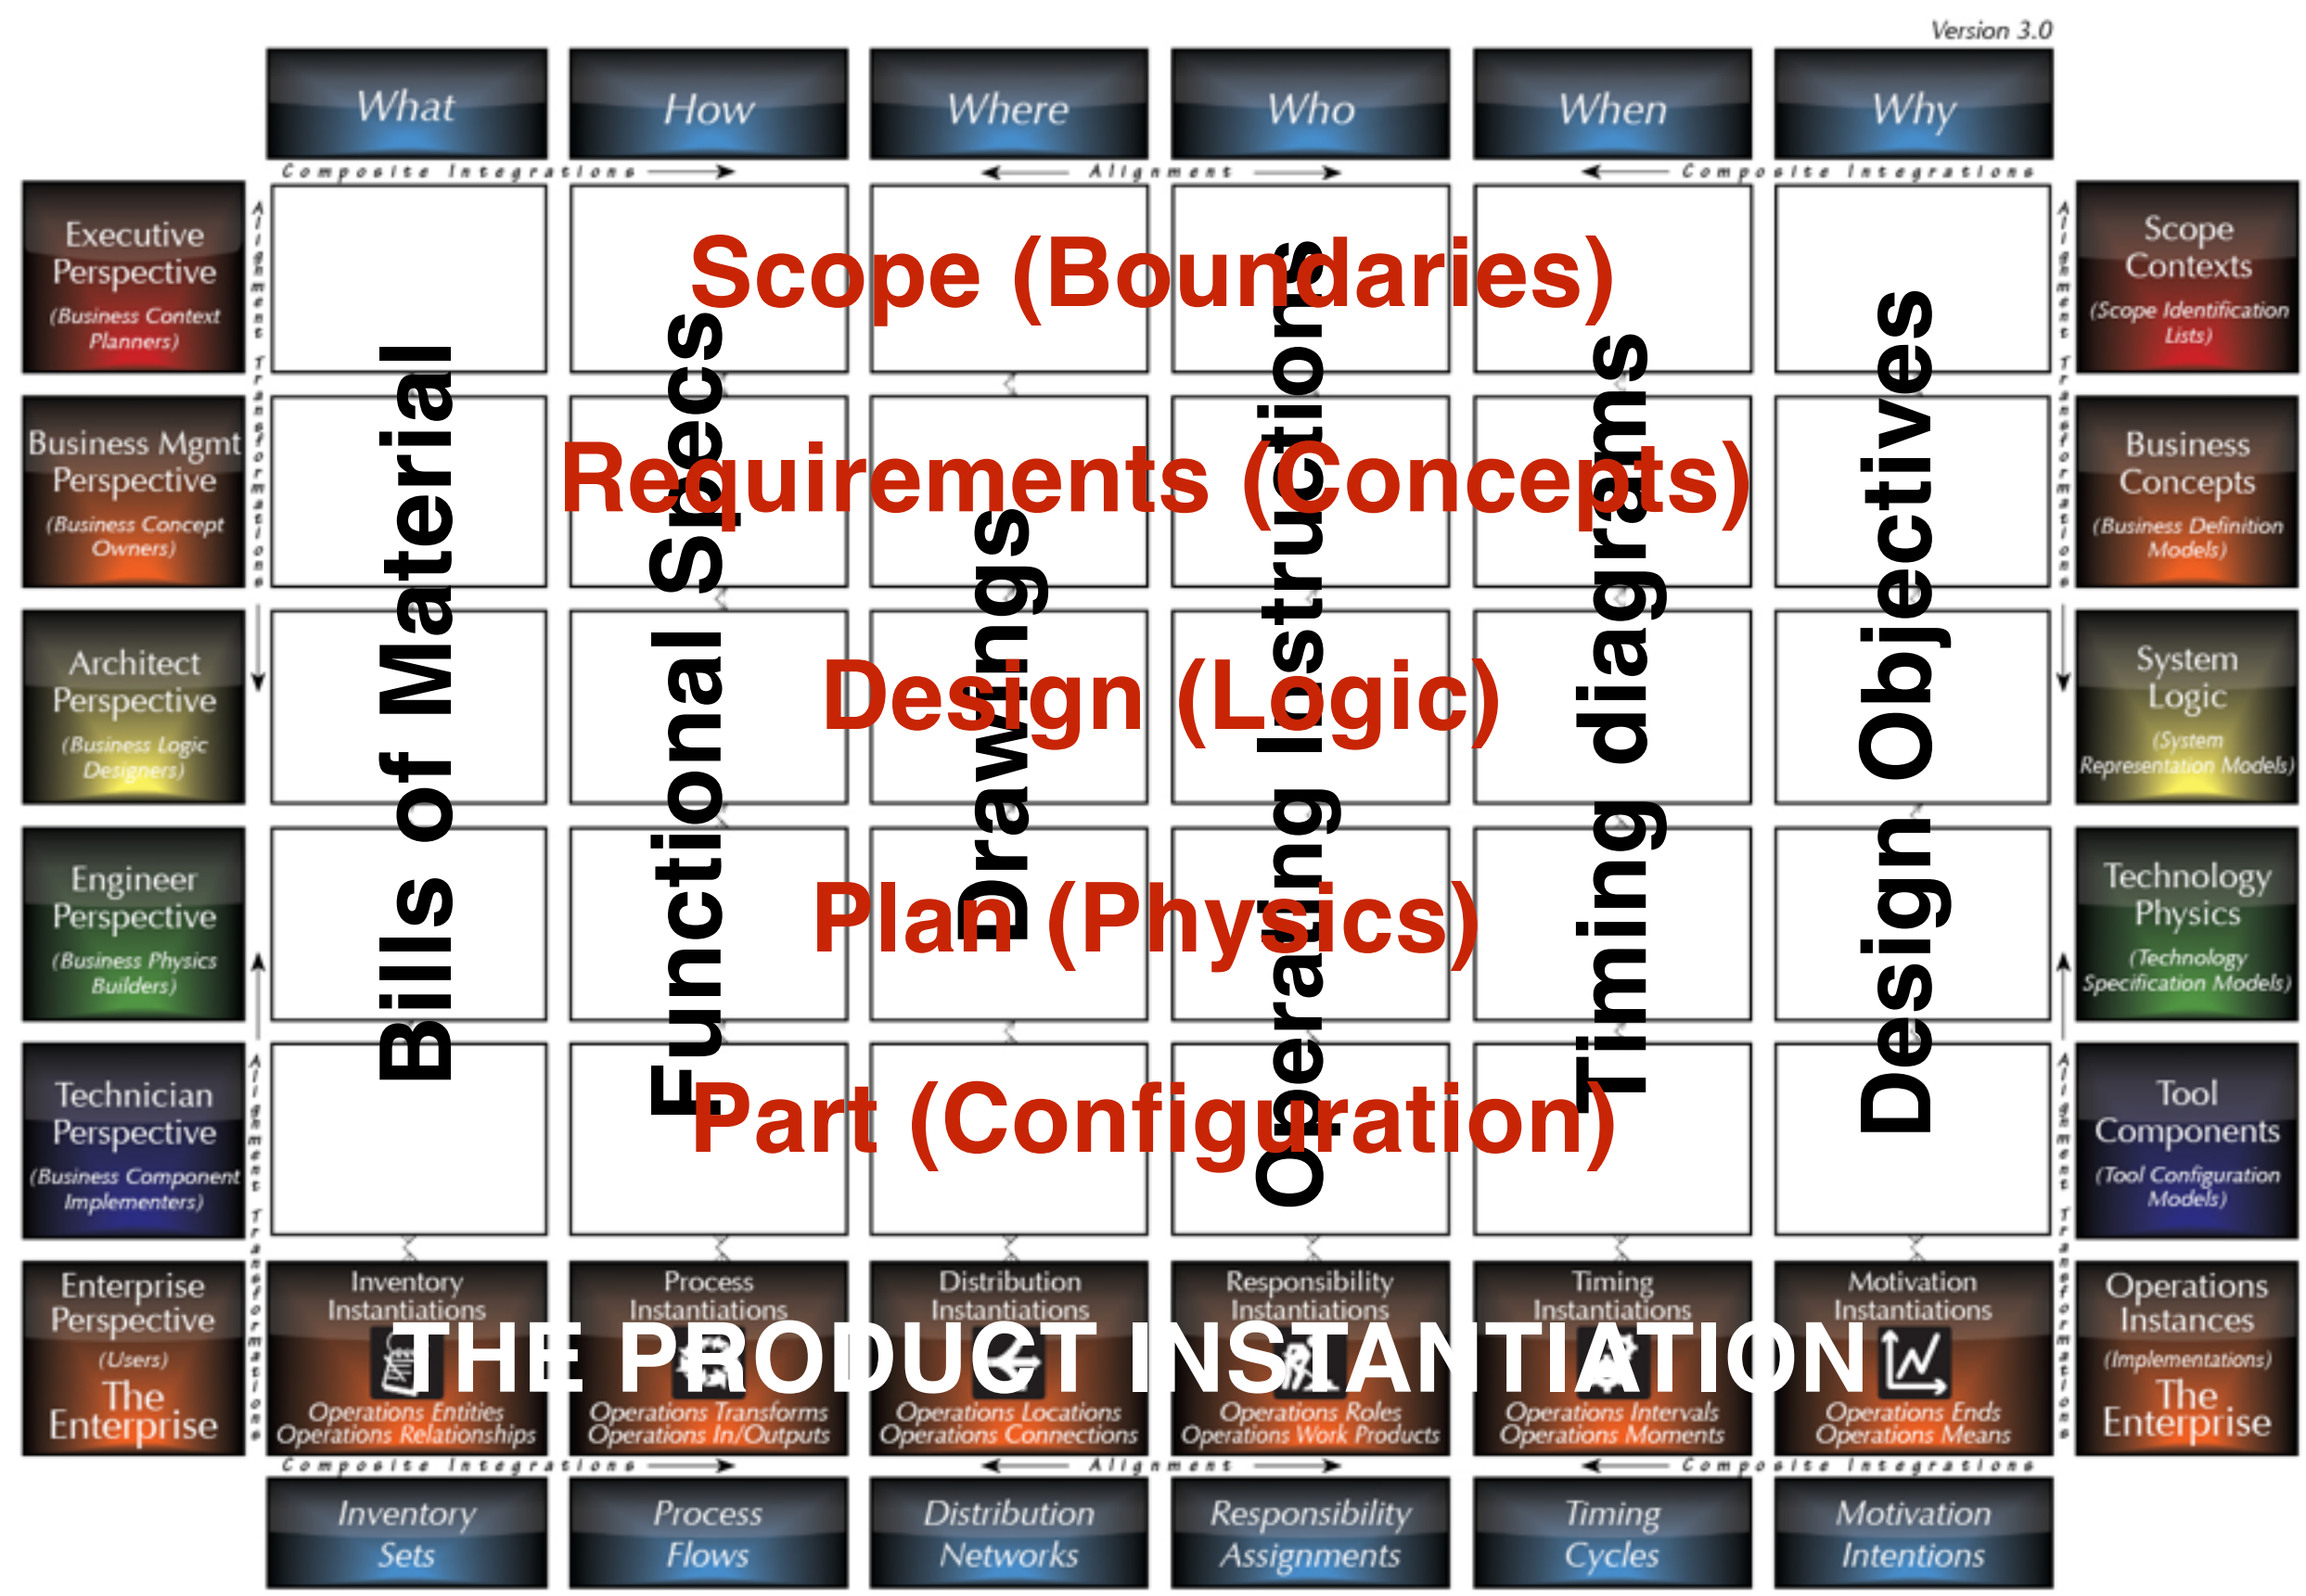 Version 3.0
What
How
Where
Who
When
Why
Composite Integrations
Alignment
Composite Integrations
Executive
Perspective
(Business Context
Planners)
Alignment Transformations
Scope (Boundaries)
Alignment Transformations
Scope
Contexts
(Scope Identification
Lists)
Business Mgmt
Perspective
(Business Concept
Owners)
Requirements (Concepts)
Business
Concepts
(Business Definition
Models)
Architect
Perspective
(Business Logic
Designers)
Design (Logic)
System
Logic
(System
Representation Models)
Engineer
Perspective
(Business Physics
Builders)
Plan (Physics)
Technology
Physics
(Technology
Specification Models)
Technician
Perspective
(Business Component
Implementers)
Alignment Transformations
Part (Configuration)
Alignment Transformations
Tool
Components
(Tool Configuration
Models)
Bills of Material
Functional Specs
Drawings
Operating Instructions
Timing diagrams
Design Objectives
Enterprise
Perspective
(Users)
The
Enterprise
Inventory
Instantiations
Operations Entities
Operations Relationships
Process
Instantiations
Operations Transforms
Operations In/Outputs
Distribution
Instantiations
Operations Locations
Operations Connections
Responsibility
Instantiations
Operations Roles
Operations Work Products
Timing
Instantiations
Operations Intervals
Operations Moments
Motivation
Instantiations
Operations Ends
Operations Means
THE PRODUCT INSTANTIATION
Operations
Instances
(Implementations)
The
Enterprise
Composite Integrations
Alignment
Composite Integrations
Inventory
Sets
Process
Flows
Distribution
Networks
Responsibility
Assignments
Timing
Cycles
Motivation
Intentions